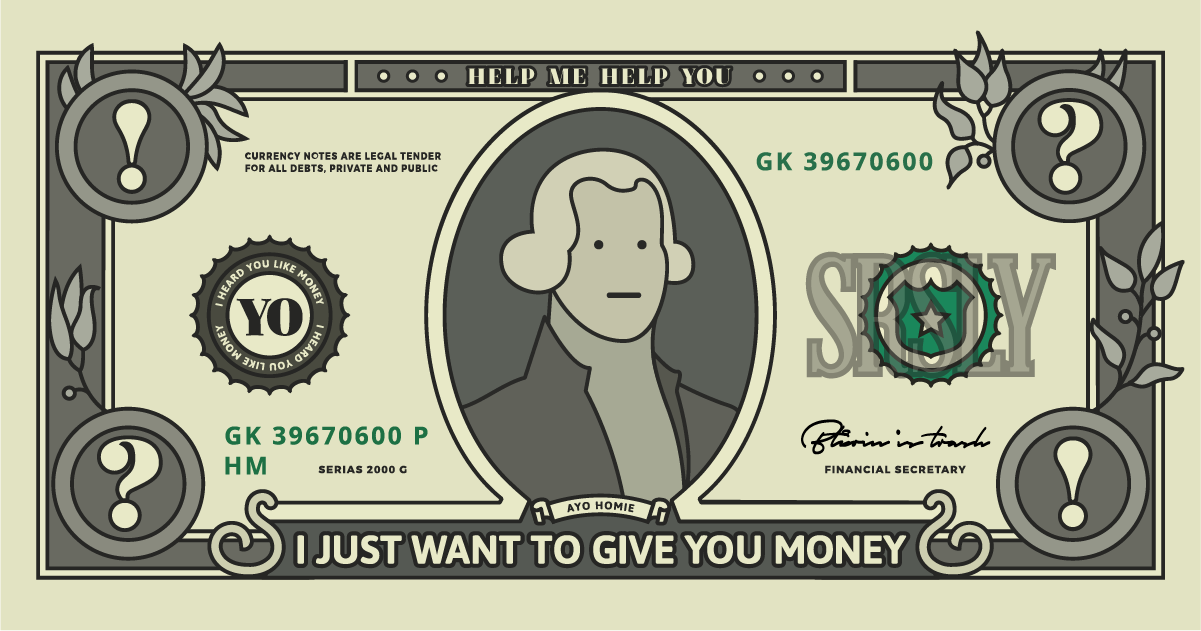 HELP ME HELP YOU
CURRENCY NOTES ARE LEGAL TENDER
FOR ALL DEBTS, PRIVATE AND PUBLIC
GK 39670600
I HEARD YOU LIKE MONEY
YO
I HEARD YOU LIKE MONEY
SRSLY
GK 39670600 P
HM
SERIAS 2000 G
FINANCIAL SECRETARY
AYO HOMIE
I JUST WANT TO GIVE YOU MONEY